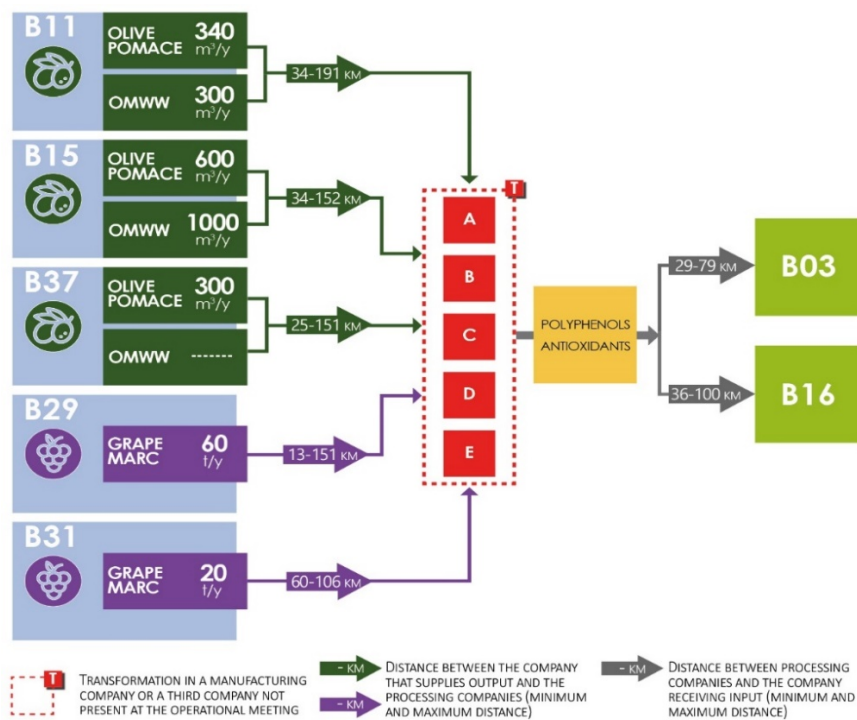 B11
OLIVE POMACE 340 m³/y
OMWW 300 m³/y
34-191 KM
B15
OLIVE POMACE 600 m³/y
OMWW 1000 m³/y
34-152 KM
B37
OLIVE POMACE 300 m³/y
OMWW -------
25-151 KM
B29
GRAPE MARC 60 t/y
13-151 KM
B31
GRAPE MARC 20 t/y
60-106 KM
T
A
B
C
D
E
POLYPHENOLS
ANTIOXIDANTS
29-79 KM
B03
36-100 KM
B16
T
TRANSFORMATION IN A MANUFACTURING
COMPANY OR A THIRD COMPANY NOT
PRESENT AT THE OPERATIONAL MEETING
- KM
- KM
DISTANCE BETWEEN THE COMPANY
THAT SUPPLIES OUTPUT AND THE
PROCESSING COMPANIES (MINIMUM
AND MAXIMUM DISTANCE)
- KM
DISTANCE BETWEEN PROCESSING
COMPANIES AND THE COMPANY
RECEIVING INPUT (MINIMUM AND
MAXIMUM DISTANCE)